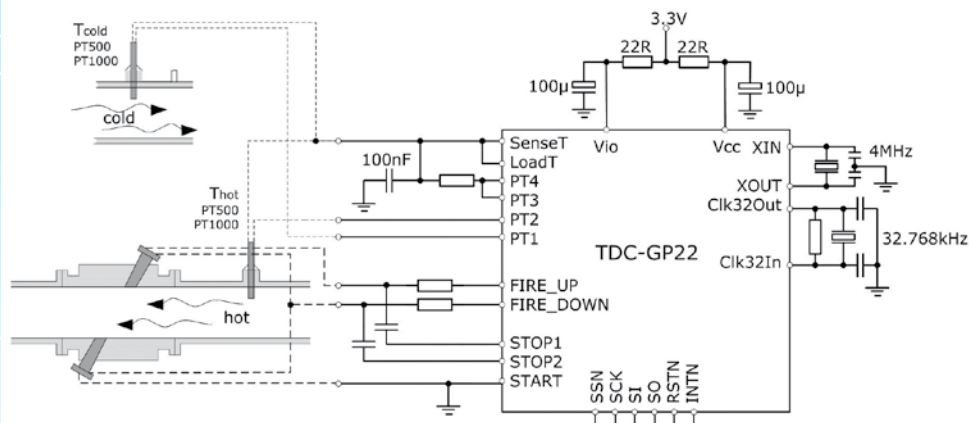 Tcold
PT500
PT1000
cold
Thot
PT500
PT1000
hot
3.3V
22R 22R
100µ
100µ
Vio
Vcc
100nF
SenseT
LoadT
PT4
PT3
PT2
PT1
FIRE_UP
FIRE_DOWN
STOP1
STOP2
START
TDC-GP22
XIN
XOUT
Clk32Out
Clk32In
4MHz
32.768kHz
SSN
SCK
SI
SO
RSTN
INTN